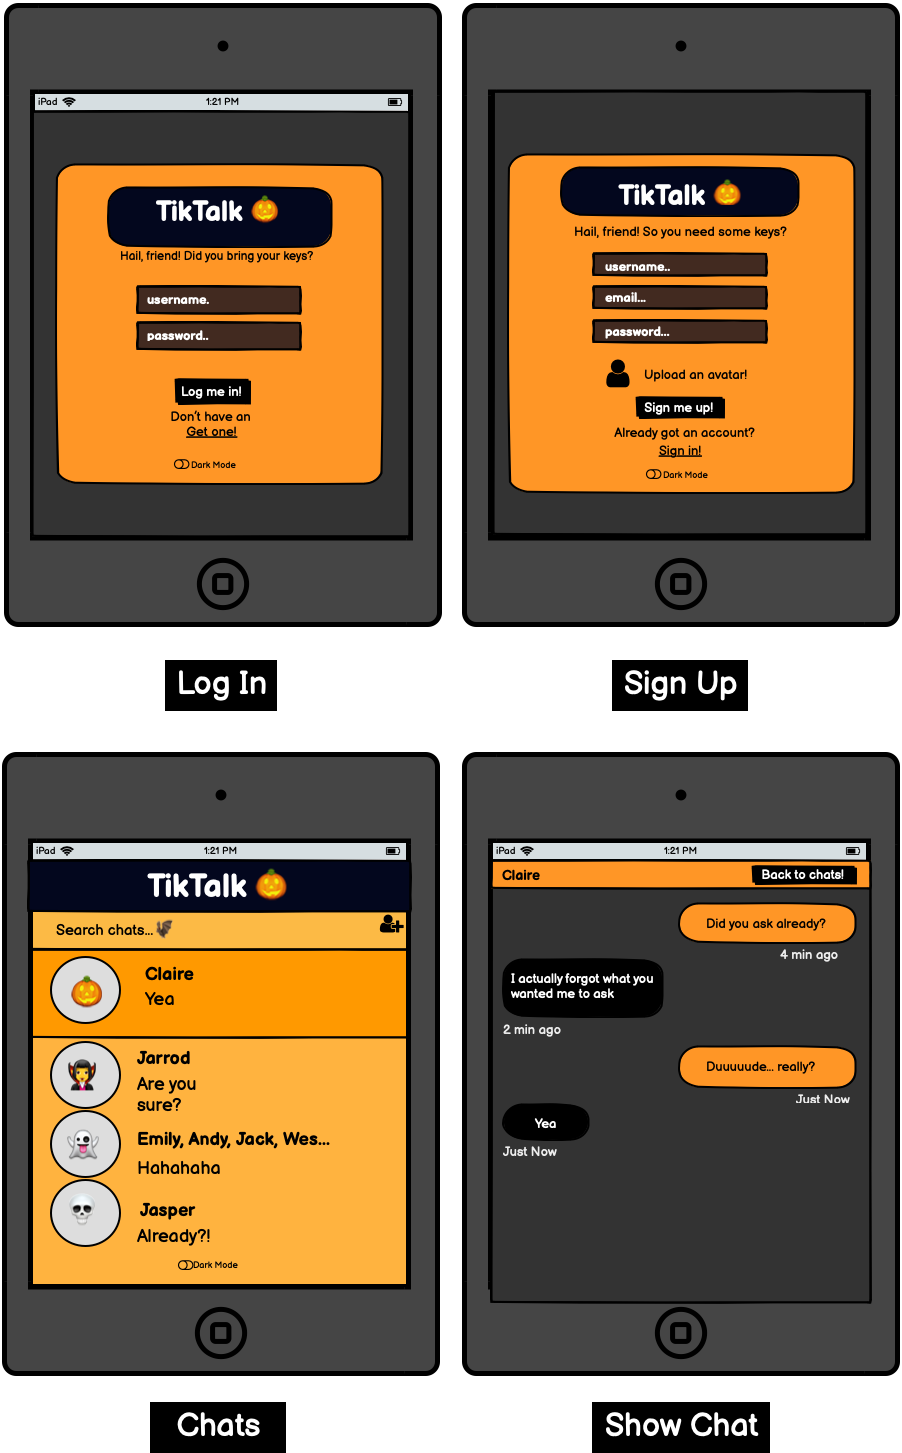 iPad 1:21 PM
TikTalk 🎃
Hail, friend! Did you bring your keys?
username.
password..
Log me in!
Don't have an
Get one!
Dark Mode
Log In
TikTalk 🎃
Hail, friend! So you need some keys?
username..
email...
password...
Upload an avatar!
Sign me up!
Already got an account?
Sign in!
Dark Mode
Sign Up
iPad 1:21 PM
TikTalk 🎃
Search chats...🦇
Claire
Yea
Jarrod
Are you
sure?
Emily, Andy, Jack, Wes...
Hahahaha
Jasper
Already?!
Dark Mode
Chats
iPad 1:21 PM
Claire Back to chats!
Did you ask already?
4 min ago
I actually forgot what you
wanted me to ask
2 min ago
Duuuuude... really?
Just Now
Yea
Just Now
Show Chat